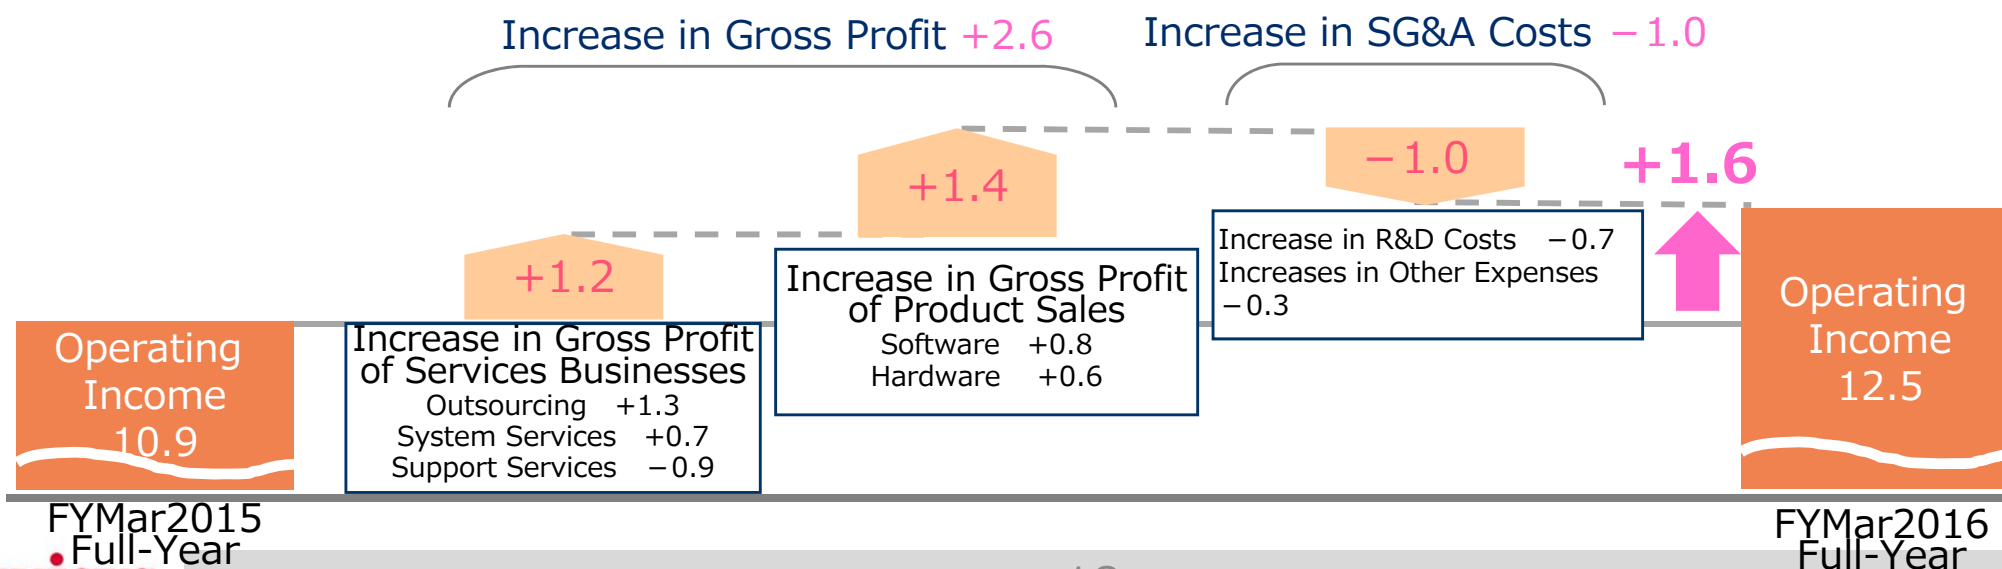 Increase in Gross Profit +2.6
Increase in SG&A Costs −1.0
+1.2
+1.4
−1.0
+1.6
Operating
Income
10.9
Increase in Gross Profit
of Services Businesses
Outsourcing +1.3
System Services +0.7
Support Services −0.9
Increase in Gross Profit
of Product Sales
Software +0.8
Hardware +0.6
Increase in R&D Costs −0.7
Increases in Other Expenses
−0.3
Operating
Income
12.5
FYMar2015
Full-Year
FYMar2016
Full-Year